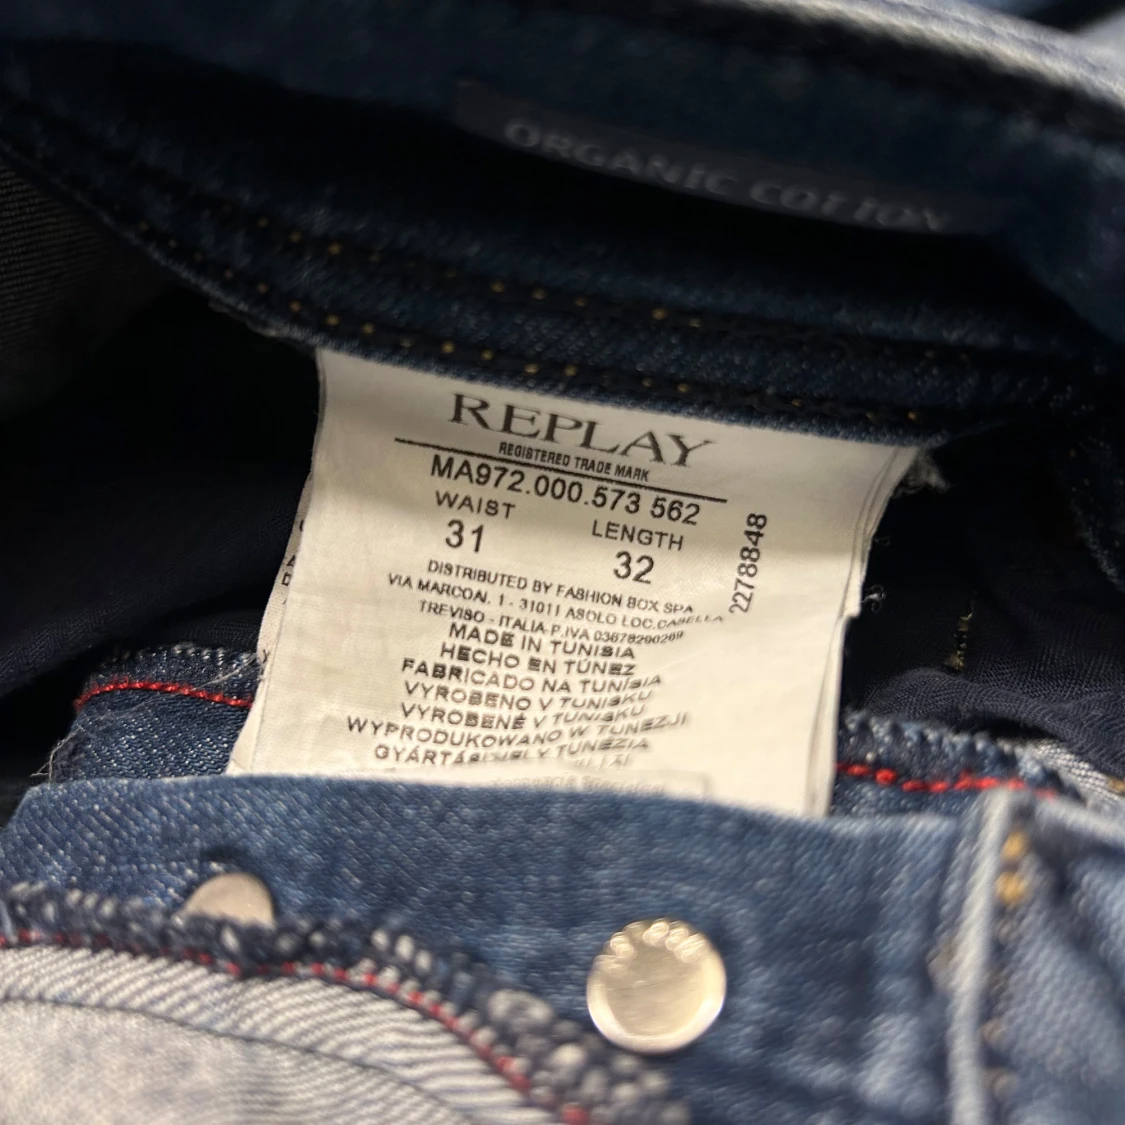 ORGANIC COTTON
REPLAY
REGISTERED TRADE MARK
MA972.000.573 562
WAIST LENGTH
31 32
2278848
DISTRIBUTED BY FASHION BOX SPA
VIA MARCONI, 1 - 31011 ASOLO LOC.CASELLA
TREVISO - ITALIA-P.IVA
MADE IN TUNISIA
HECHO EN TÚNEZ
FABRICADO NA TUNÍSIA
VYROBENO V TUNISKU
VYROBENÉ V TUNISKU
WYPRODUKOWANO W TUNEZJI
TUNÉZIA